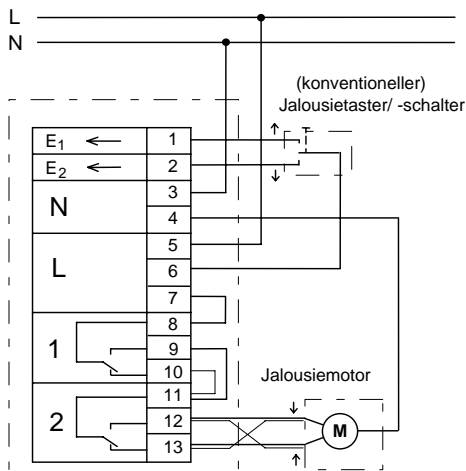 L
N
(konventioneller)
Jalousietaster/ -schalter
E1 1
E2 2
N 3
4
L 5
6
7
1 8
9
10
2 11
12
13
Jalousiemotor
M